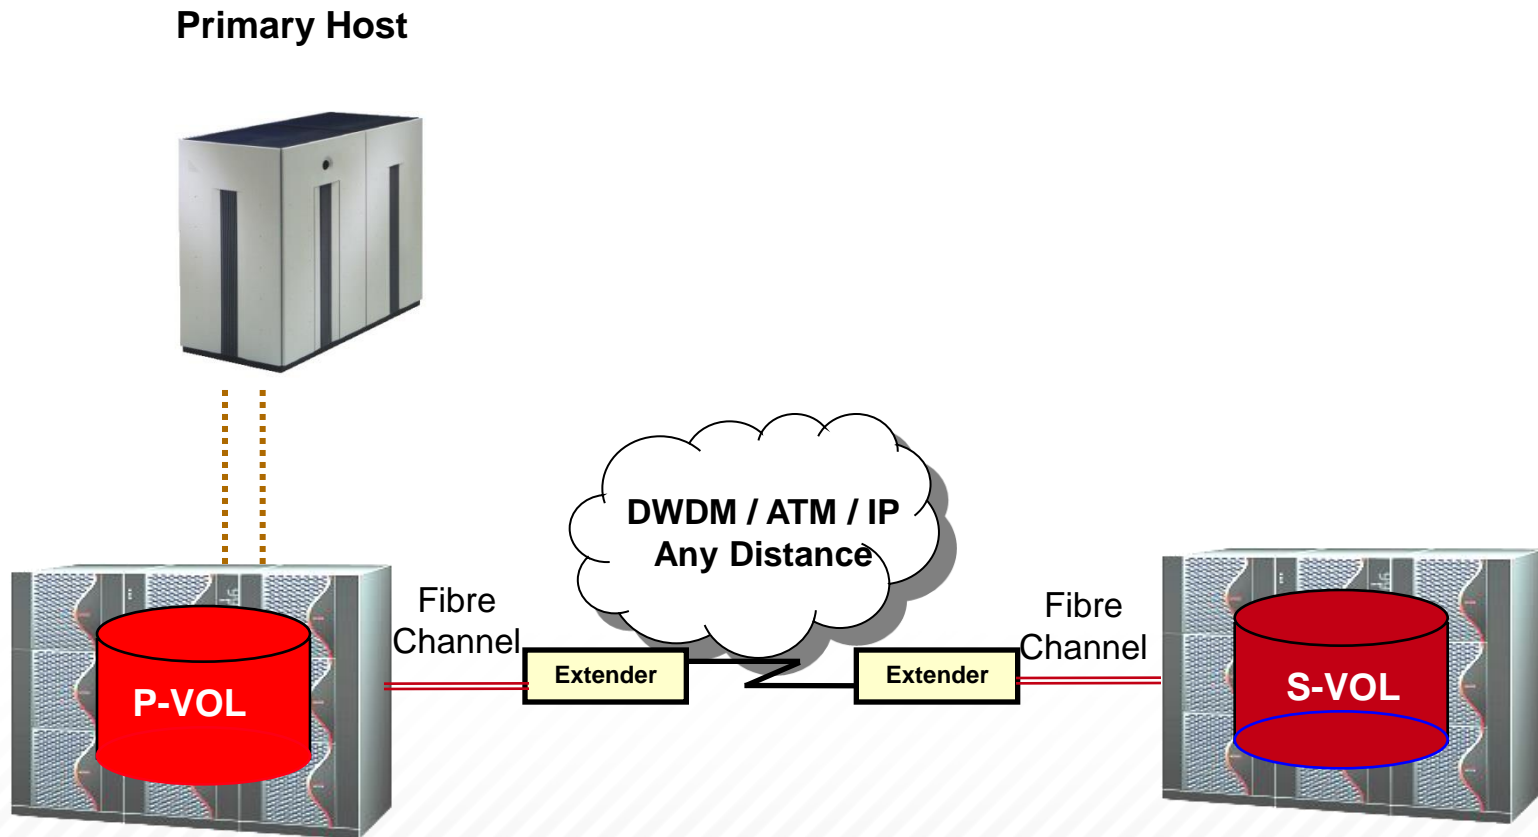 Primary Host
DWDM / ATM / IP
Any Distance
Fibre
Channel
Extender
Extender
Fibre
Channel
P-VOL
S-VOL